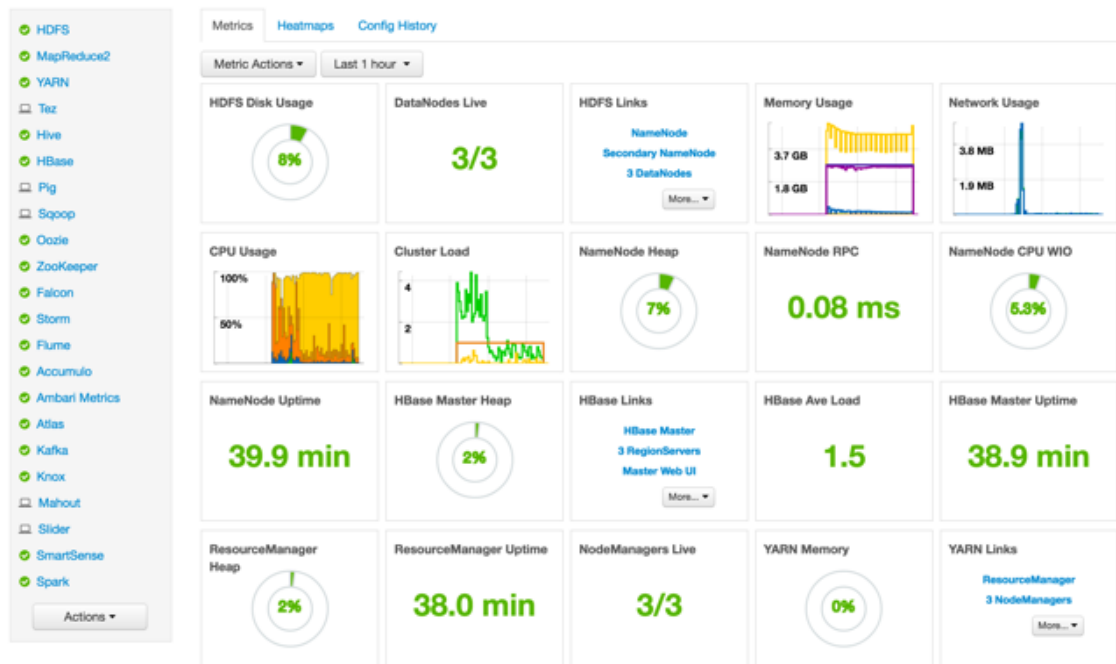 HDFS
MapReduce2
YARN
Tez
Hive
HBase
Pig
Sqoop
Oozie
ZooKeeper
Falcon
Storm
Flume
Accumulo
Ambari Metrics
Atlas
Kafka
Knox
Mahout
Slider
SmartSense
Spark
Actions
Metrics Heatmaps Config History
Metric Actions Last 1 hour
HDFS Disk Usage
8%
DataNodes Live
3/3
HDFS Links
NameNode
Secondary NameNode
3 DataNodes
More...
Memory Usage
3.7 GB
1.8 GB
Network Usage
3.8 MB
1.9 MB
CPU Usage
100%
50%
Cluster Load
4
2
NameNode Heap
7%
NameNode RPC
0.08 ms
NameNode CPU WIO
5.3%
NameNode Uptime
39.9 min
HBase Master Heap
2%
HBase Links
HBase Master
3 RegionServers
Master Web UI
More...
HBase Ave Load
1.5
HBase Master Uptime
38.9 min
ResourceManager
Heap
2%
ResourceManager Uptime
38.0 min
NodeManagers Live
3/3
YARN Memory
0%
YARN Links
ResourceManager
3 NodeManagers
More...